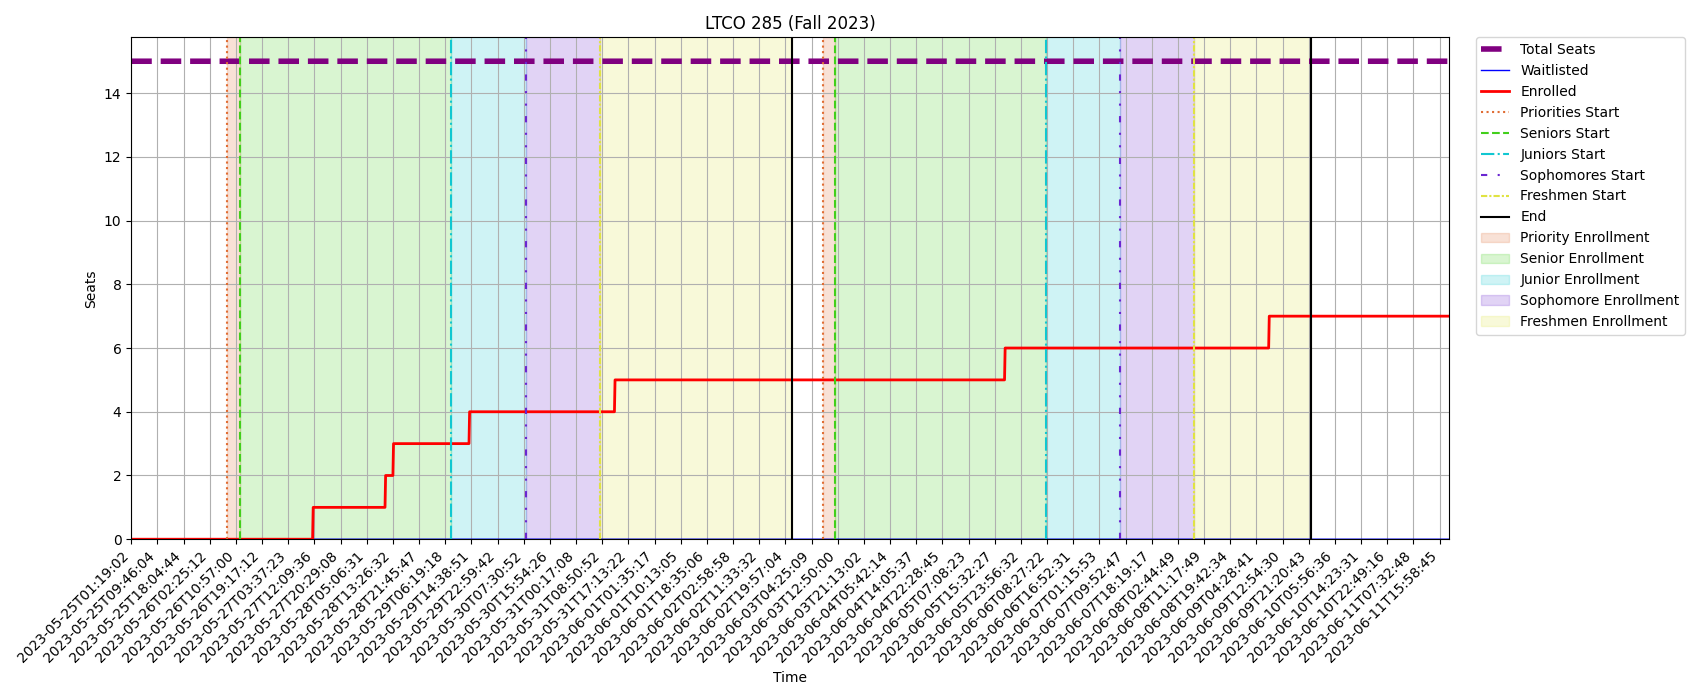 LTCO 285 (Fall 2023)
Seats
14
12
10
8
6
4
2
0
2023-05-25T01:19:02
2023-05-25T09:46:04
2023-05-25T18:04:44
2023-05-26T02:25:12
2023-05-26T10:57:00
2023-05-26T19:17:12
2023-05-27T03:37:23
2023-05-27T12:09:36
2023-05-27T20:29:08
2023-05-28T05:06:31
2023-05-28T13:26:32
2023-05-28T21:45:47
2023-05-29T06:19:18
2023-05-29T14:38:51
2023-05-29T22:59:42
2023-05-30T07:30:52
2023-05-30T15:54:26
2023-05-31T00:17:08
2023-05-31T08:50:52
2023-05-31T17:13:22
2023-06-01T01:35:17
2023-06-01T10:13:05
2023-06-01T18:35:06
2023-06-02T02:58:58
2023-06-02T11:33:32
2023-06-02T19:57:04
2023-06-03T04:25:09
2023-06-03T12:50:00
2023-06-03T21:13:02
2023-06-04T05:42:14
2023-06-04T14:05:37
2023-06-04T22:28:45
2023-06-05T07:08:23
2023-06-05T15:32:27
2023-06-05T23:56:32
2023-06-06T08:27:22
2023-06-06T16:52:31
2023-06-07T01:15:53
2023-06-07T09:52:47
2023-06-07T18:19:17
2023-06-08T02:44:49
2023-06-08T11:17:49
2023-06-08T19:42:34
2023-06-09T04:28:41
2023-06-09T12:54:30
2023-06-09T21:20:43
2023-06-10T05:56:36
2023-06-10T14:23:31
2023-06-10T22:49:16
2023-06-11T07:32:48
2023-06-11T15:58:45
Time
Total Seats
Waitlisted
Enrolled
Priorities Start
Seniors Start
Juniors Start
Sophomores Start
Freshmen Start
End
Priority Enrollment
Senior Enrollment
Junior Enrollment
Sophomore Enrollment
Freshmen Enrollment